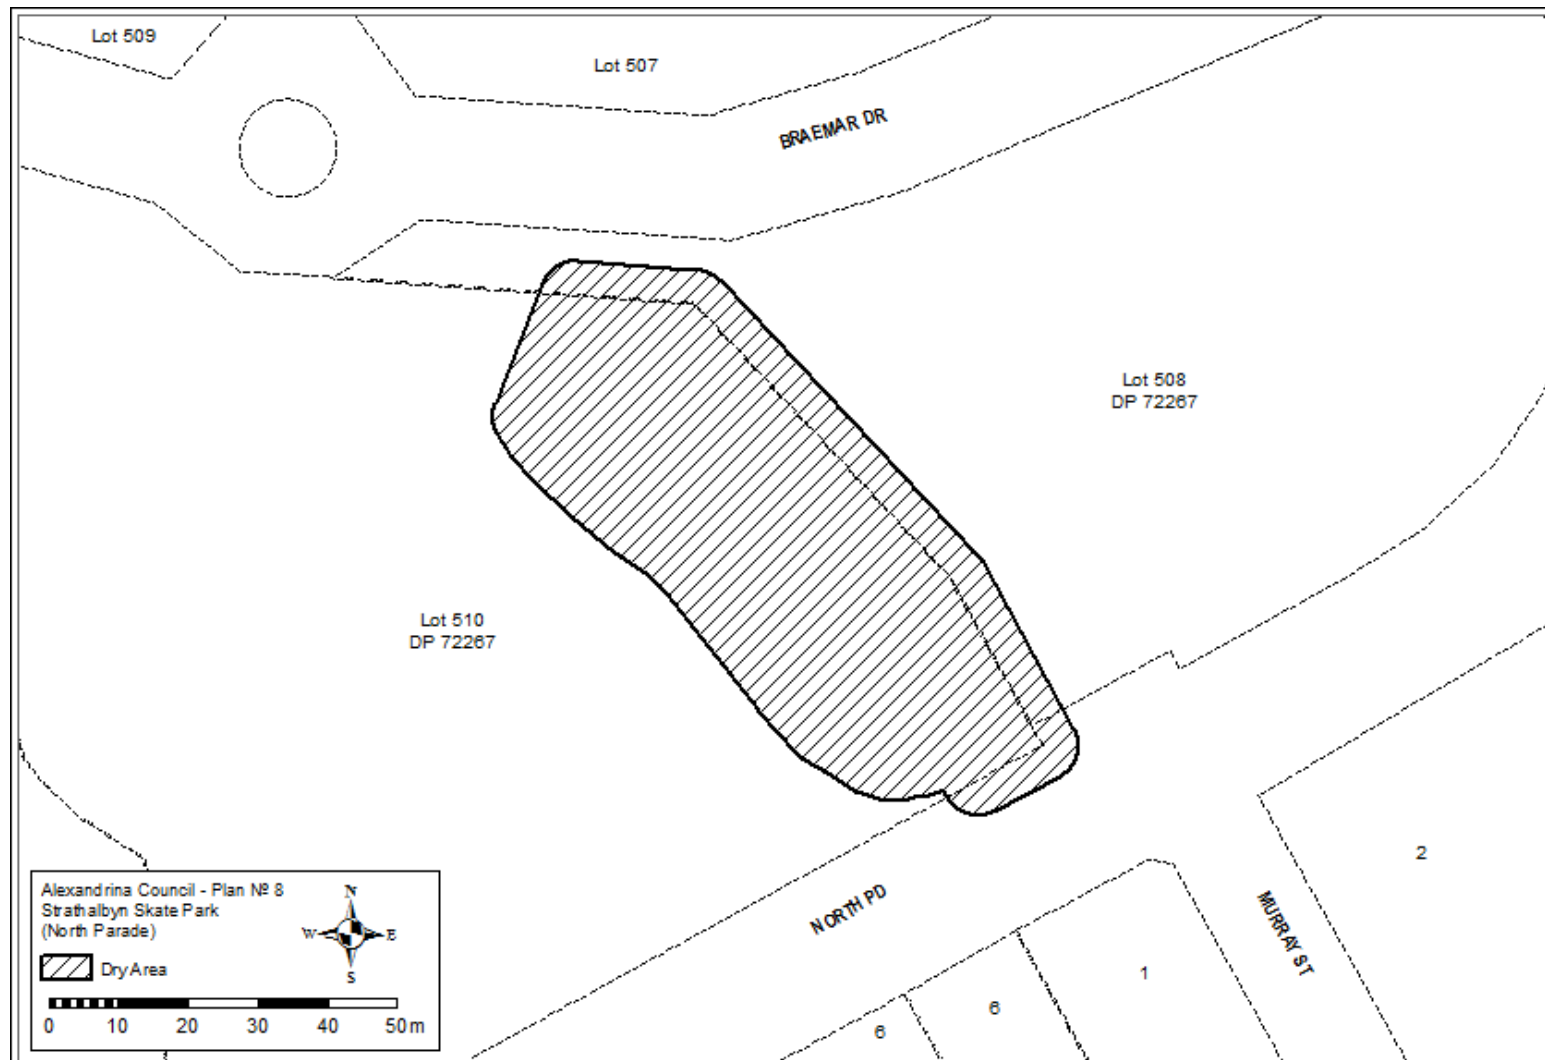 Lot 509
Lot 507
BRAEMAR DR
Lot 508
DP 72267
Lot 510
DP 72267
2
NORTH PD
MURRAY ST
1
6
6
Alexandrina Council - Plan Nº 8
Strathalbyn Skate Park
(North Parade)
N
W E
S
Dry Area
0 10 20 30 40 50 m